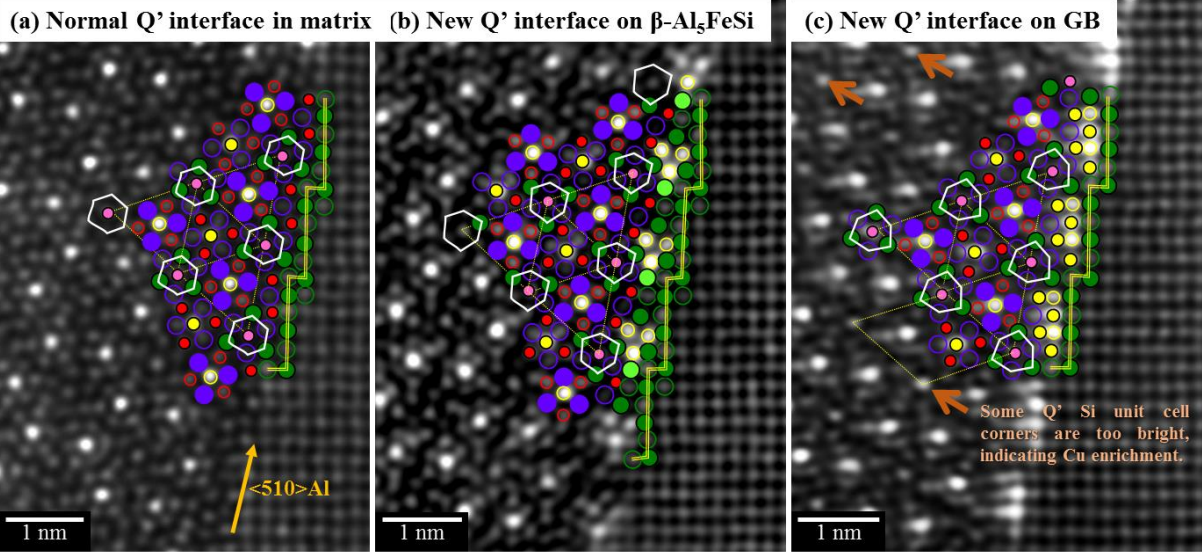 (a) Normal Q’ interface in matrix
(b) New Q’ interface on β-Al₅FeSi
(c) New Q’ interface on GB
<510>Al
Some Q’ Si unit cell
corners are too bright,
indicating Cu enrichment.
1 nm
1 nm
1 nm